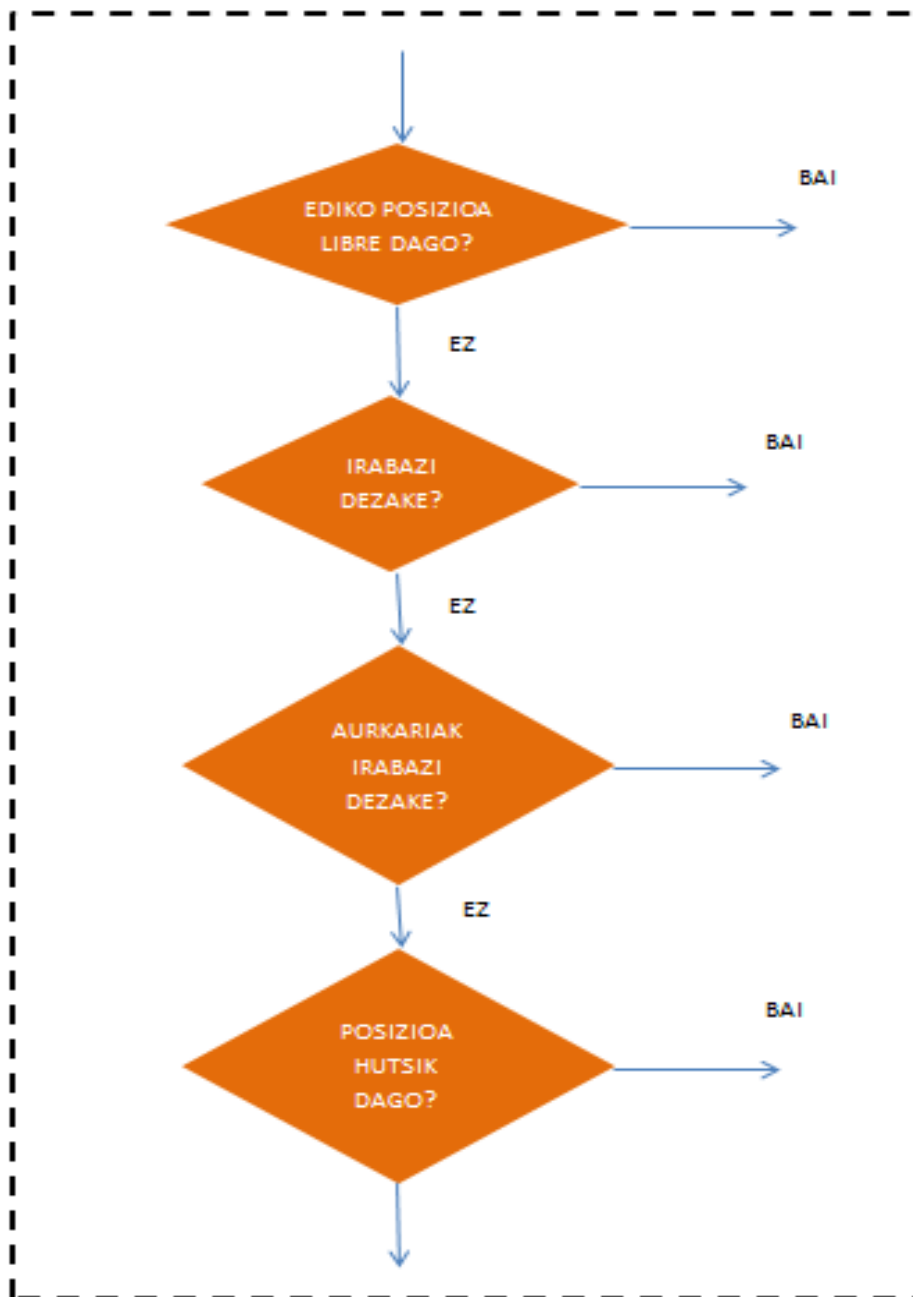 BAI
EDIKO POSIZIOA
LIBRE DAGO?
EZ
BAI
IRABAZI
DEZAKE?
EZ
BAI
AURKARIAK
IRABAZI
DEZAKE?
EZ
BAI
POSIZIOA
HUTSIK
DAGO?